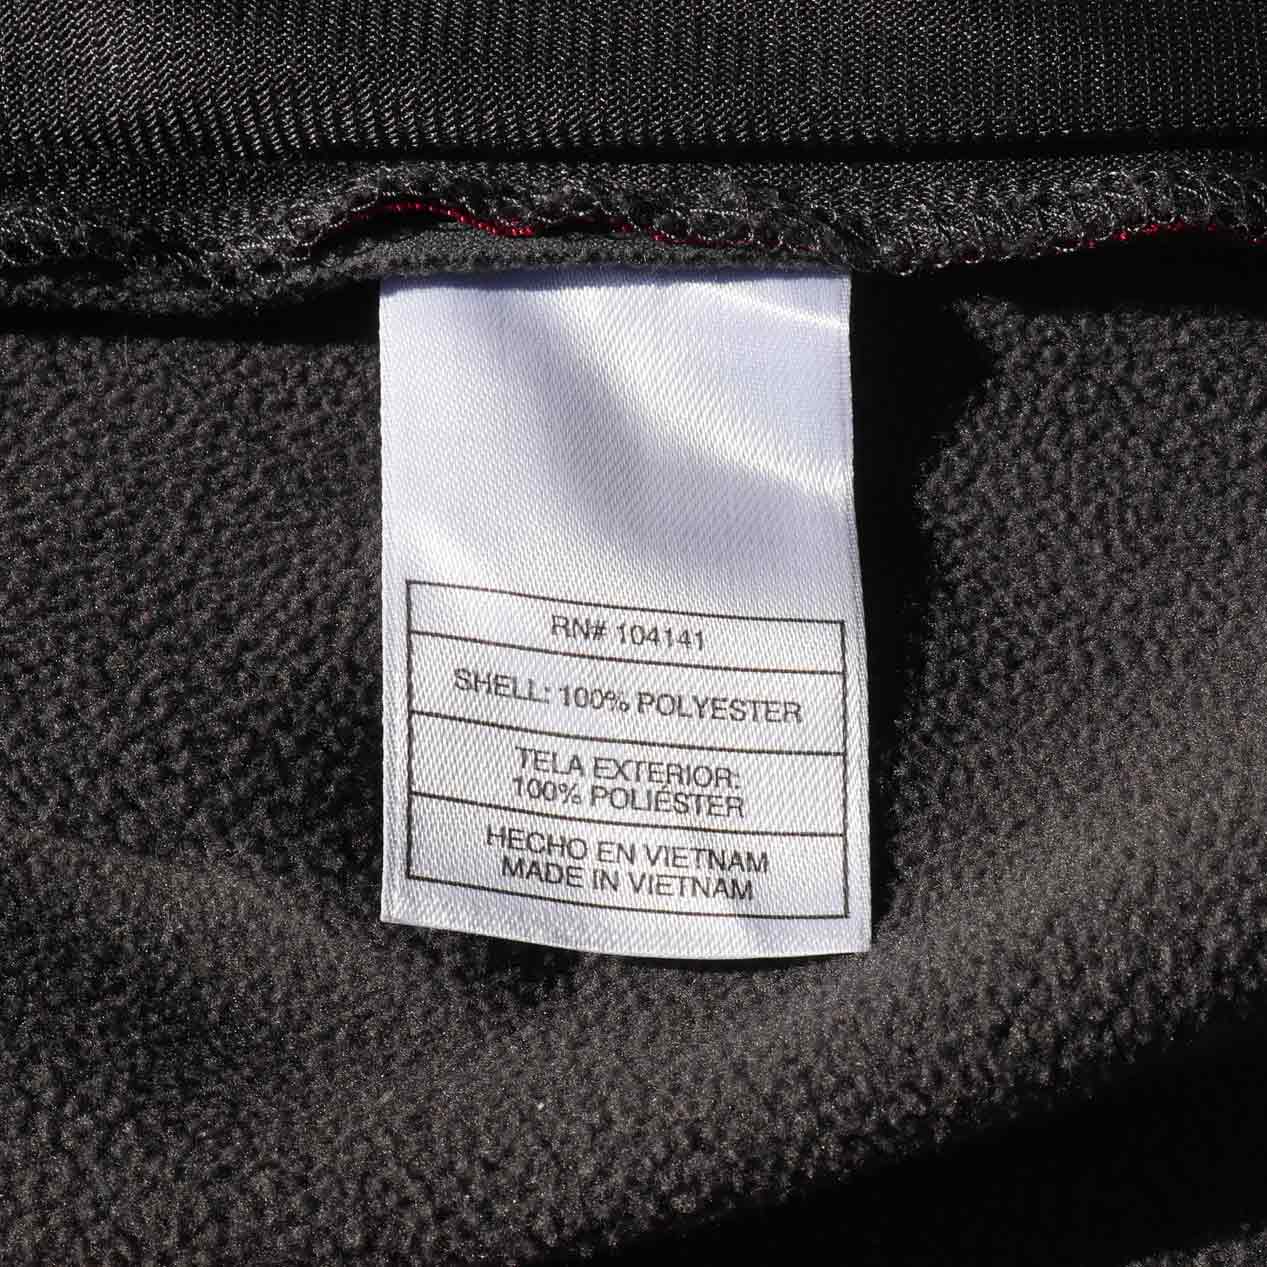 RN# 104141
SHELL: 100% POLYESTER
TELA EXTERIOR:
100% POLIÉSTER
HECHO EN VIETNAM
MADE IN VIETNAM